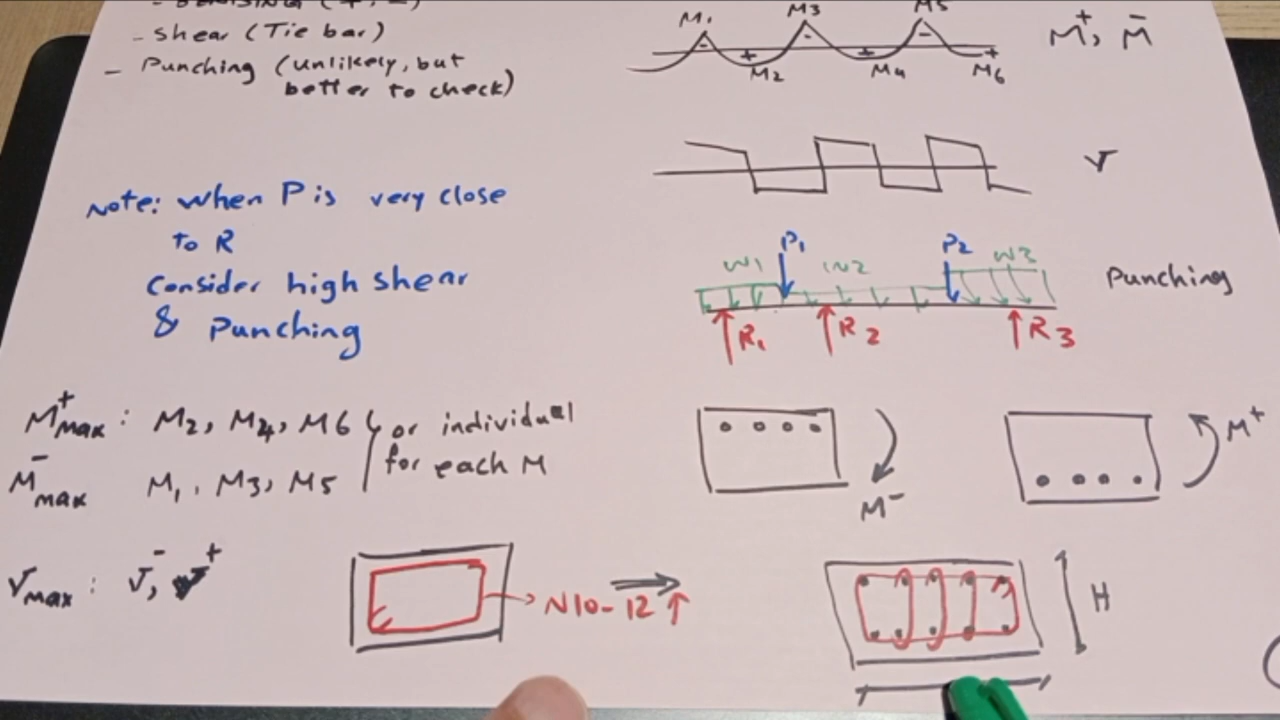 - shear (Tie bar)
- Punching (unlikely, but
better to check)
Note: when P is very close
to R
Consider high shear
& Punching
M1 M3 M5
- - -
+ + +
M2 M4 M6
M+, M-
V
P1 P2
W1 W2 W3
R1 R2 R3
Punching
M+max : M2, M4, M6
M-max M1, M3, M5
or individual
for each M
M-
M+
Vmax : V-, V+
N10-12 ↑
H